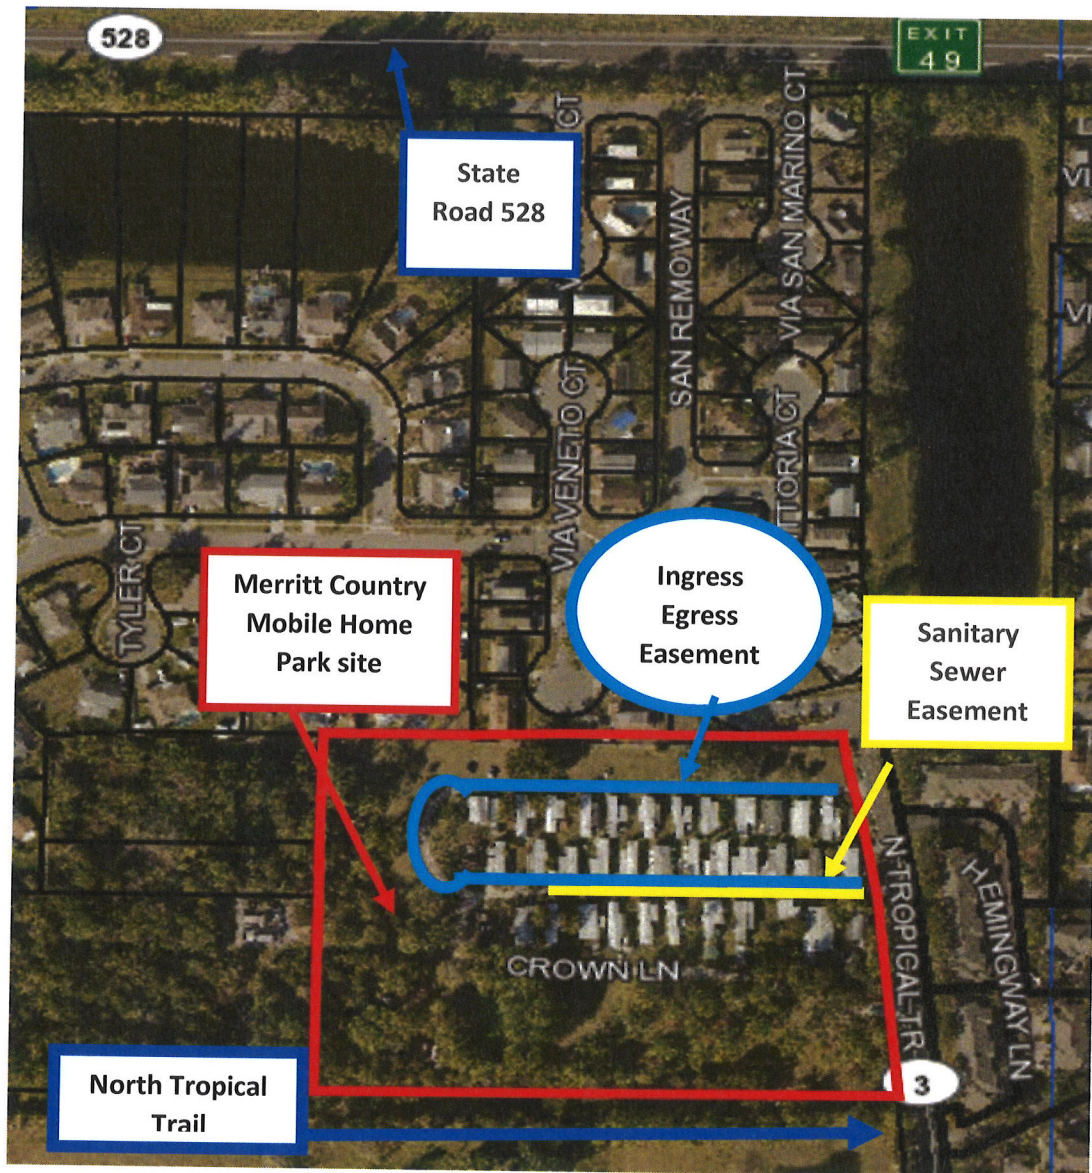 528
EXIT
49
State
Road 528
CT
SAN REMO WAY
VIA SAN MARINO CT
VIA VENETO CT
TTORIA CT
TYLER CT
Merritt Country
Mobile Home
Park site
Ingress
Egress
Easement
Sanitary
Sewer
Easement
CROWN LN
N-TROPICAL-TR
HEMINGWAY LN
3
North Tropical
Trail